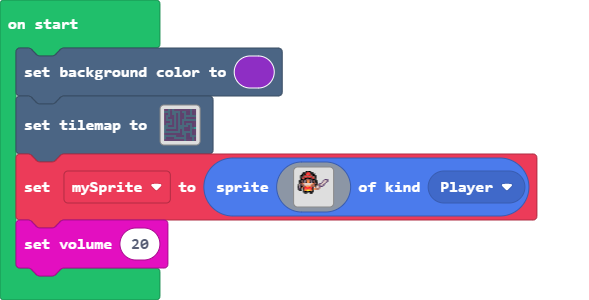 on start
set background color to
set tilemap to
set mySprite to sprite of kind Player
set volume 20